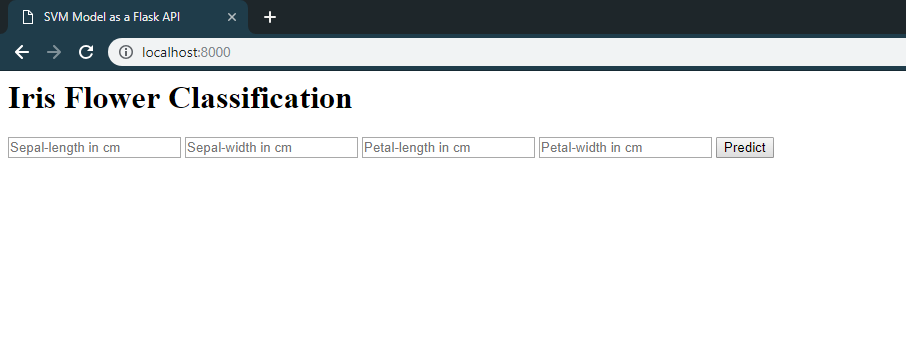 SVM Model as a Flask API
localhost:8000
Iris Flower Classification
Sepal-length in cm Sepal-width in cm Petal-length in cm Petal-width in cm Predict